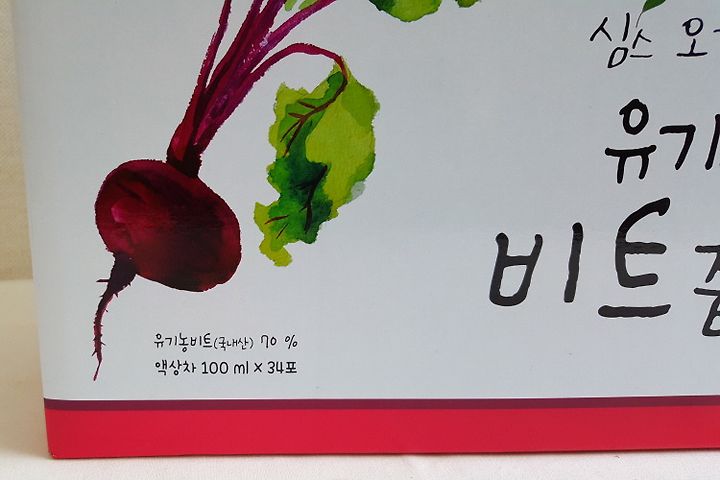 심스 오
유기
비트
유기농비트(국내산) 70 %
액상차 100 ml × 34포